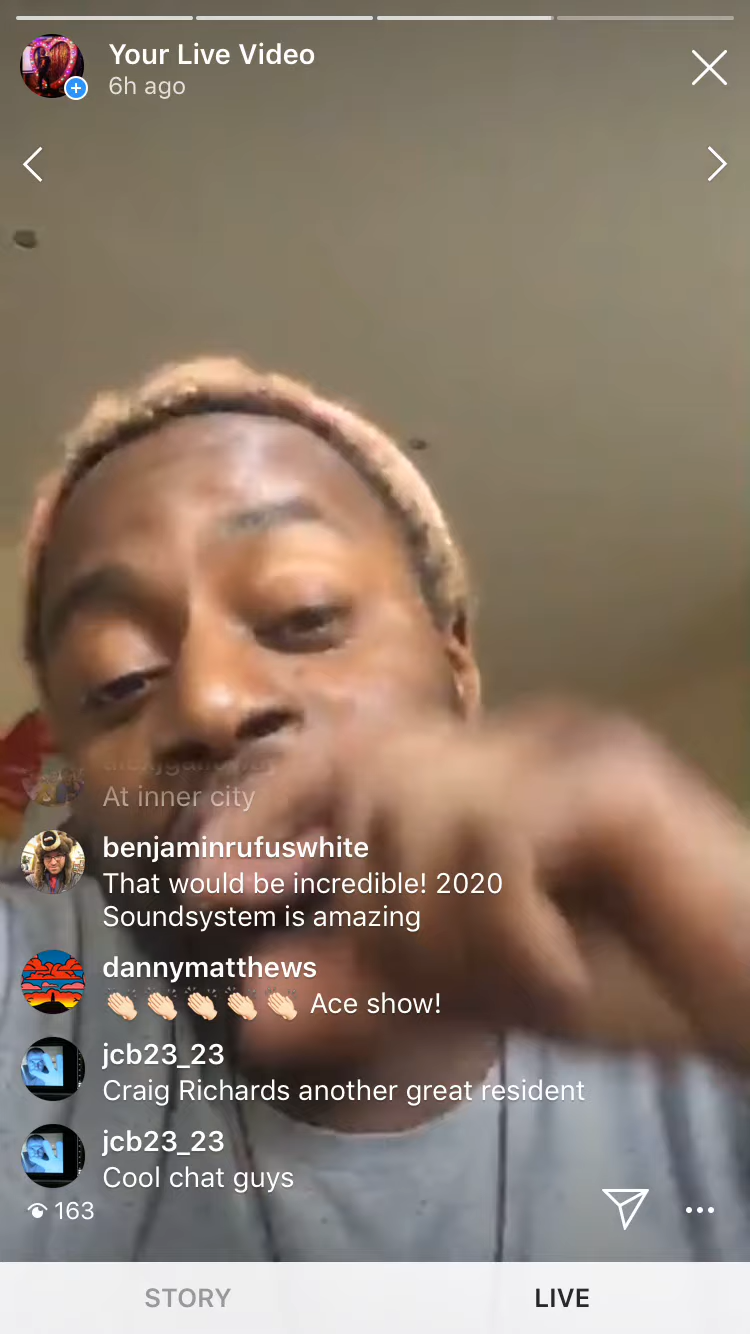 Your Live Video
6h ago
At inner city
benjaminrufuswhite
That would be incredible! 2020
Soundsystem is amazing
dannymatthews
👏🏻👏🏻👏🏻👏🏻👏🏻 Ace show!
jcb23_23
Craig Richards another great resident
jcb23_23
Cool chat guys
163
STORY
LIVE